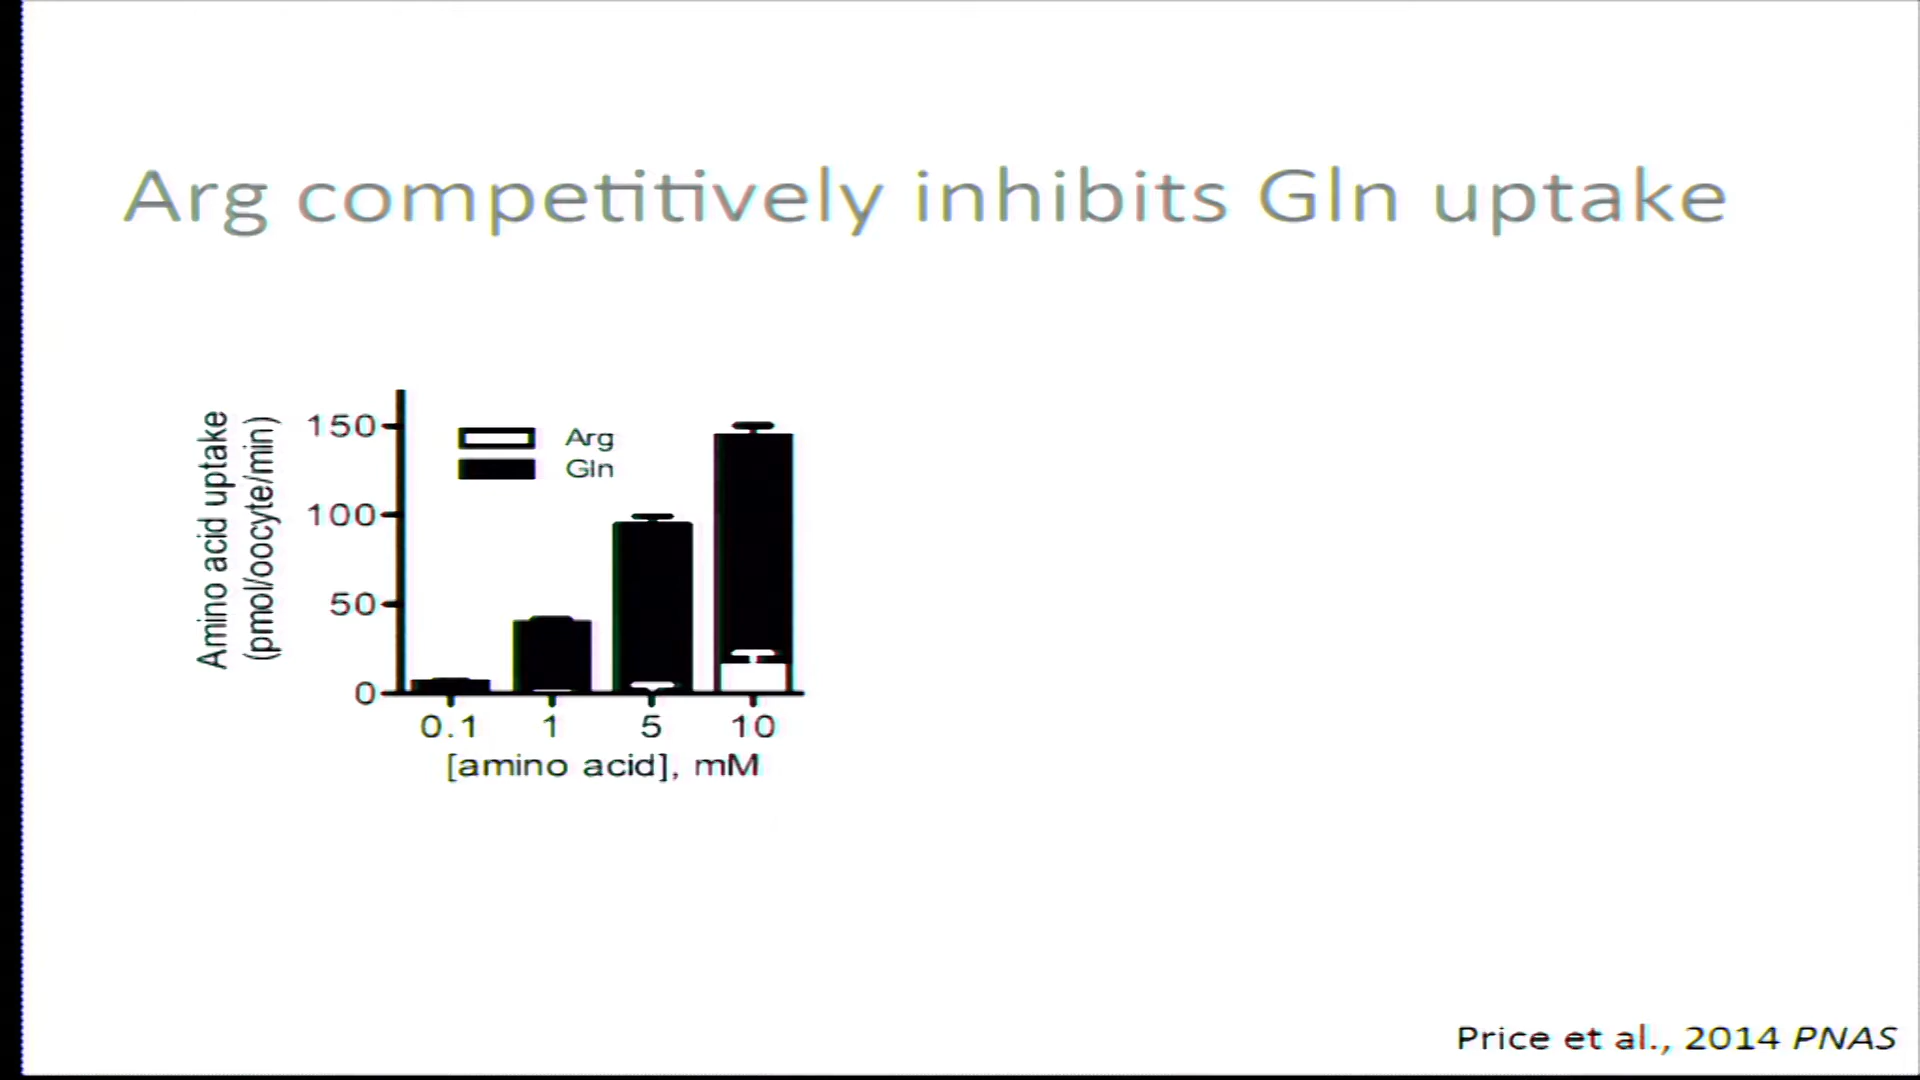 Arg competitively inhibits Gln uptake
Amino acid uptake
(pmol/oocyte/min)
150
100
50
0
Arg
Gln
0.1 1 5 10
[amino acid], mM
Price et al., 2014 PNAS